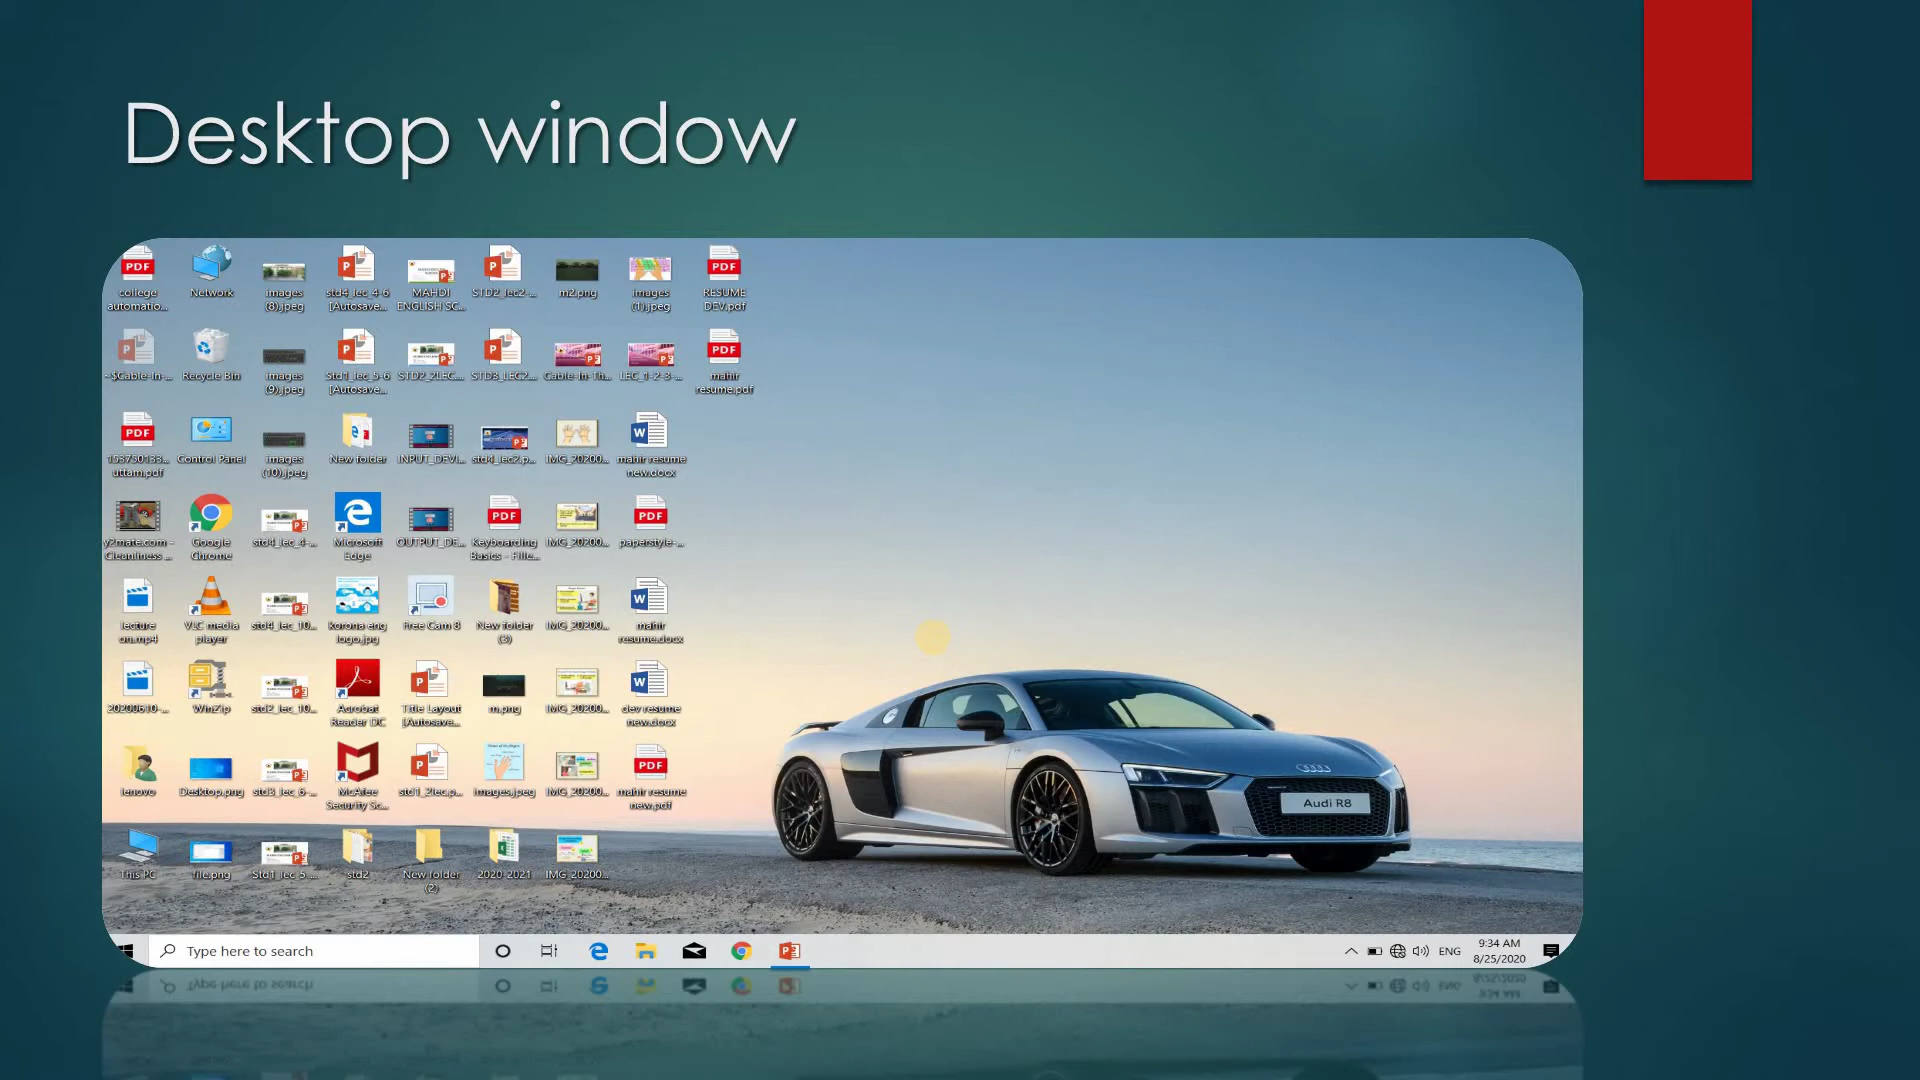 Desktop window
college
automatio...
Network
images
(8).jpeg
std4_lec_4-6
[Autosave...
MAHDI
ENGLISH SC...
STD2_lec2-...
m2.png
images
(1).jpeg
RESUME
DEV.pdf
~$Cable-In-...
Recycle Bin
images
(9).jpeg
Std1_lec_5-6
[Autosave...
STD2_2LEC....
STD3_LEC2....
Cable-In-Th...
LEC_1-2-3-...
mahir
resume.pdf
153750133...
uttam.pdf
Control Panel
images
(10).jpeg
New folder
INPUT_DEVI...
std4_lec2.p...
IMG_20200...
mahir resume
new.docx
y2mate.com -
Cleanliness ...
Google
Chrome
std4_lec_4-...
Microsoft
Edge
OUTPUT_DE...
Keyboarding
Basics - Fille...
IMG_20200...
paperstyle-...
lecture
on.mp4
VLC media
player
std4_lec_10...
korona eng
logo.jpg
Free Cam 8
New folder
(3)
IMG_20200...
mahir
resume.docx
20200610-...
WinZip
std2_lec_10...
Acrobat
Reader DC
Title Layout
[Autosave...
m.png
IMG_20200...
dev resume
new.docx
lenovo
Desktop.png
std3_lec_6-...
McAfee
Security Sc...
std1_2lec.p...
images.jpeg
IMG_20200...
mahir resume
new.pdf
This PC
file.png
Std1_lec_5-...
std2
New folder
(2)
2020-2021
IMG_20200...
Audi R8
Type here to search
ENG
9:34 AM
8/25/2020